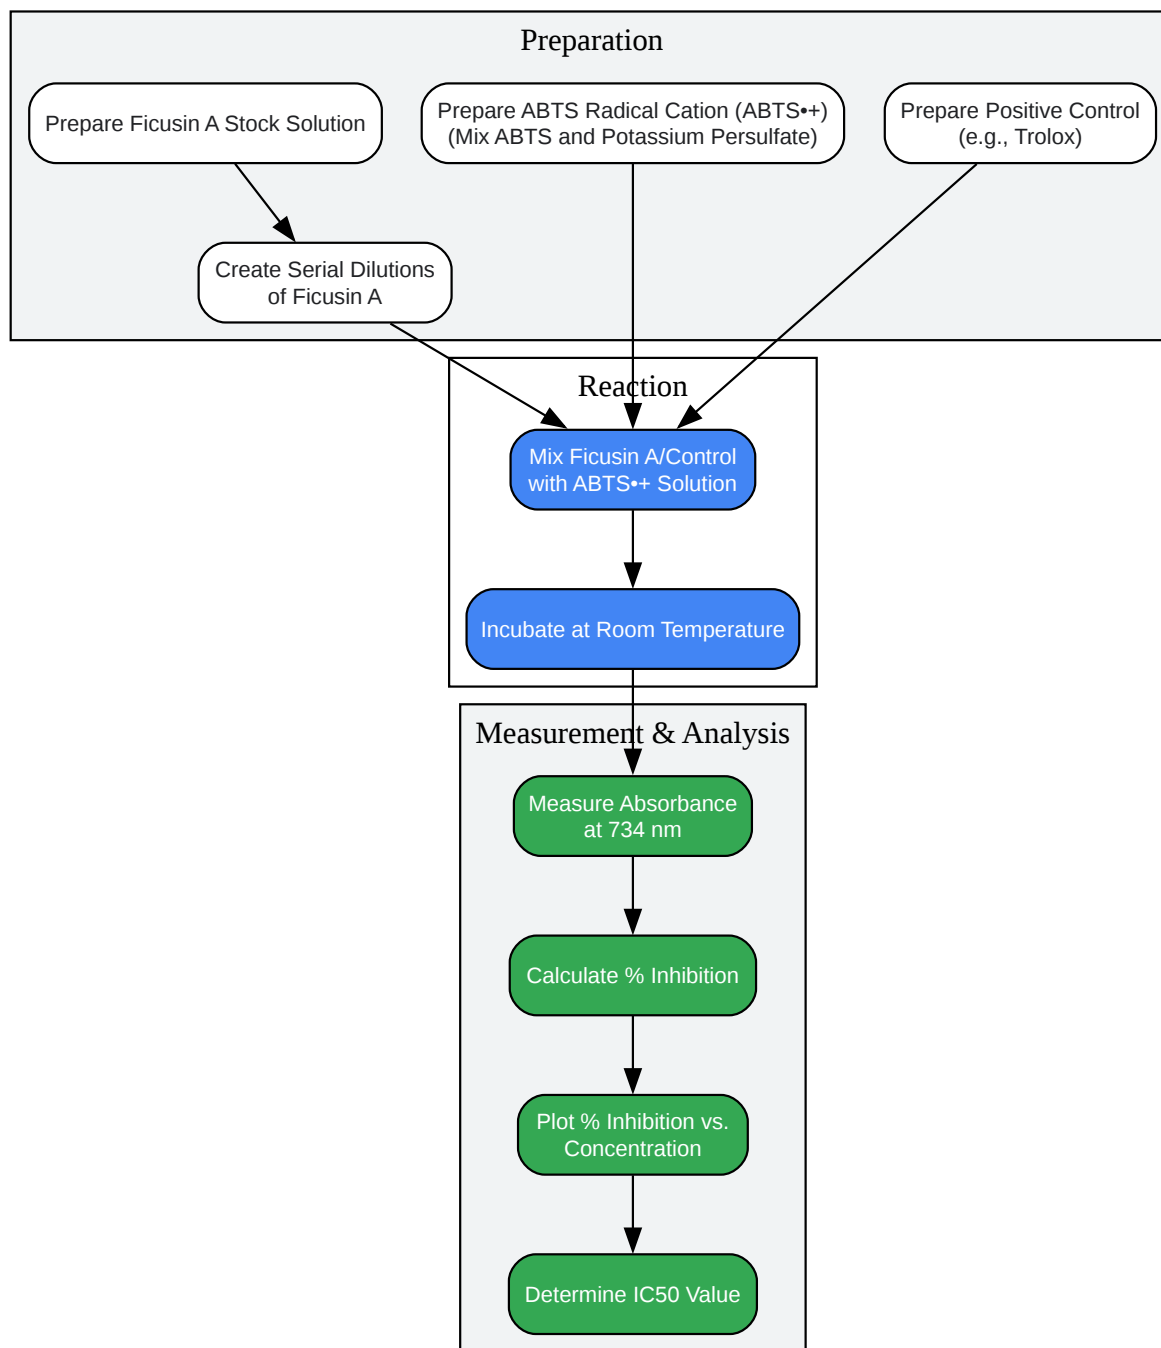 Preparation
Prepare Ficusin A Stock Solution
Prepare ABTS Radical Cation (ABTS•+)
(Mix ABTS and Potassium Persulfate)
Prepare Positive Control
(e.g., Trolox)
Create Serial Dilutions
of Ficusin A
Reaction
Mix Ficusin A/Control
with ABTS•+ Solution
Incubate at Room Temperature
Measurement & Analysis
Measure Absorbance
at 734 nm
Calculate % Inhibition
Plot % Inhibition vs.
Concentration
Determine IC50 Value